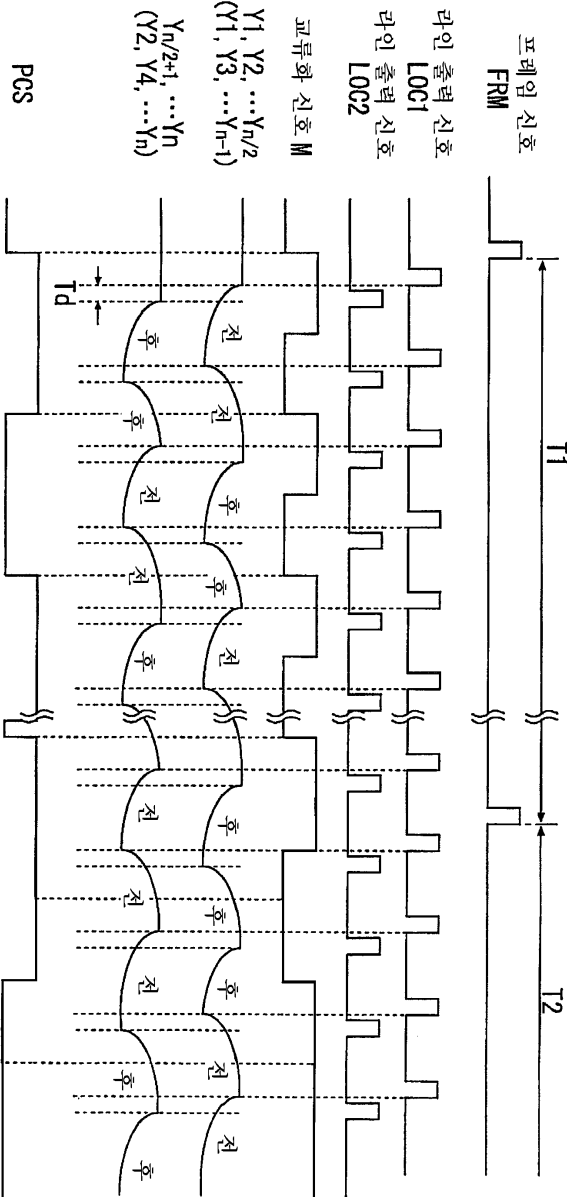 T1 T2
프레임 신호
FRM
라인 출력 신호
LOC1
라인 출력 신호
LOC2
교류화 신호 M
Y1, Y2, …Yn/2
(Y1, Y3, …Yn-1)
전 전 후 후 전 후 후 후 전 전
Yn/2+1, …Yn
(Y2, Y4, …Yn)
후 후 전 전 후 전 전 전 후 후
Td
PCS